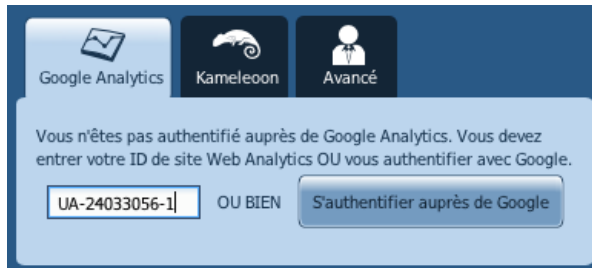 Google Analytics
Kameleoon
Avancé
Vous n'êtes pas authentifié auprès de Google Analytics. Vous devez
entrer votre ID de site Web Analytics OU vous authentifier avec Google.
UA-24033056-1 OU BIEN S'authentifier auprès de Google